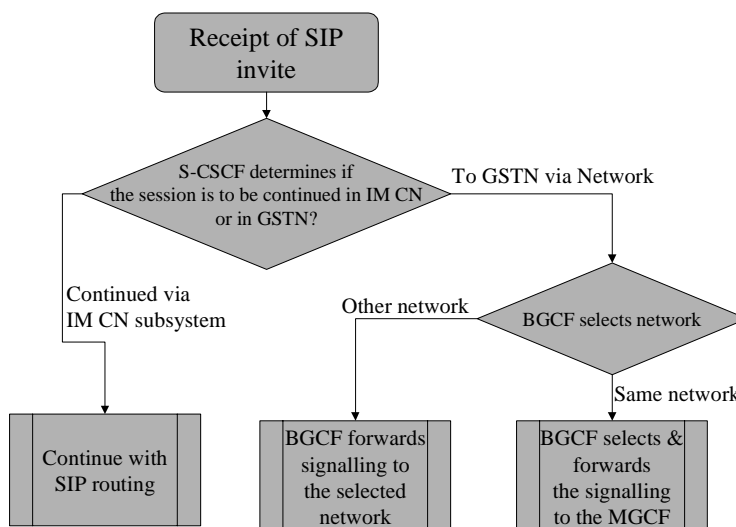 Receipt of SIP
invite
S-CSCF determines if
the session is to be continued in IM CN
or in GSTN?
To GSTN via Network
Continued via
IM CN subsystem
Other network
BGCF selects network
Same network
Continue with
SIP routing
BGCF forwards
signalling to
the selected
network
BGCF selects &
forwards
the signalling
to the MGCF